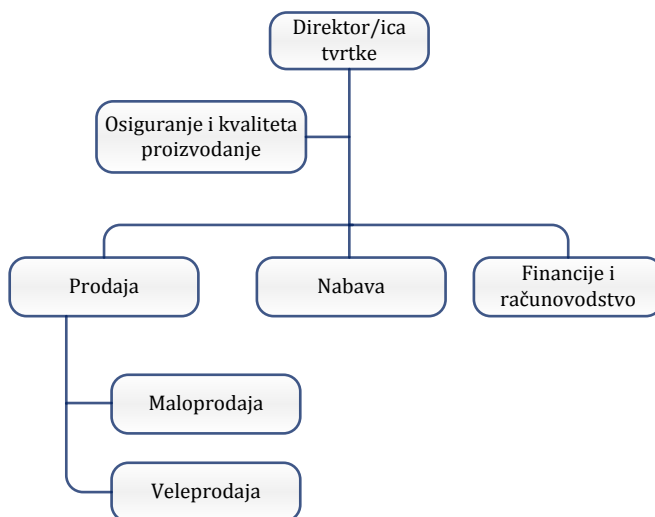 Direktor/ica
tvrtke
Osiguranje i kvaliteta
proizvodanje
Prodaja
Nabava
Financije i
računovodstvo
Maloprodaja
Veleprodaja